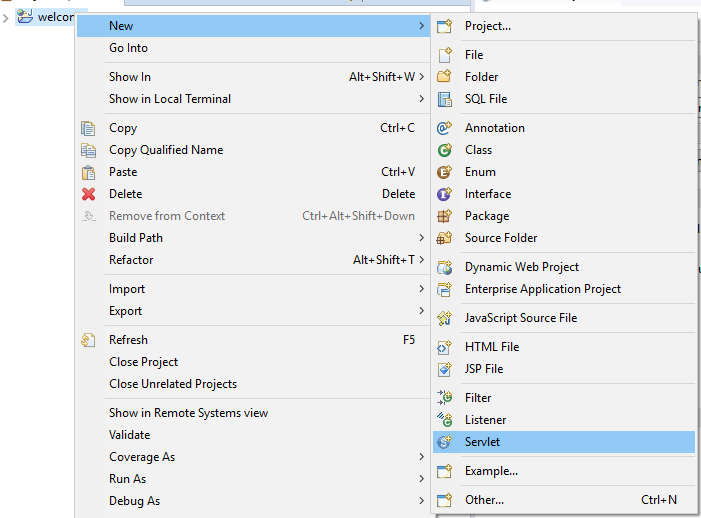 welcom
New
Go Into
Show In Alt+Shift+W
Show in Local Terminal
Copy Ctrl+C
Copy Qualified Name
Paste Ctrl+V
Delete Delete
Remove from Context Ctrl+Alt+Shift+Down
Build Path
Refactor Alt+Shift+T
Import
Export
Refresh F5
Close Project
Close Unrelated Projects
Show in Remote Systems view
Validate
Coverage As
Run As
Debug As
Project...
File
Folder
SQL File
Annotation
Class
Enum
Interface
Package
Source Folder
Dynamic Web Project
Enterprise Application Project
JavaScript Source File
HTML File
JSP File
Filter
Listener
Servlet
Example...
Other... Ctrl+N